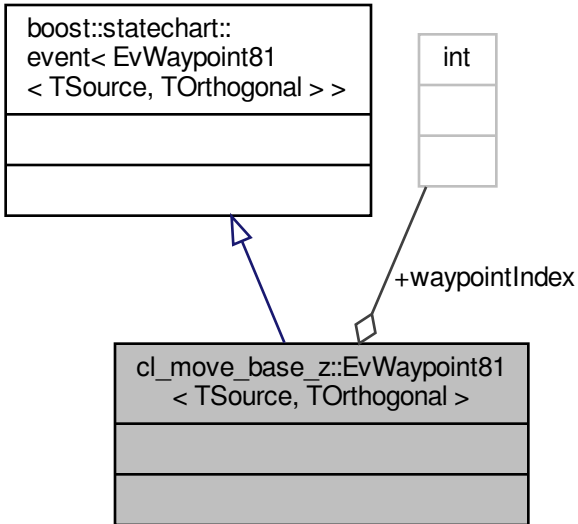 boost::statechart::
event< EvWaypoint81
< TSource, TOrthogonal > >
int
+waypointIndex
cl_move_base_z::EvWaypoint81
< TSource, TOrthogonal >